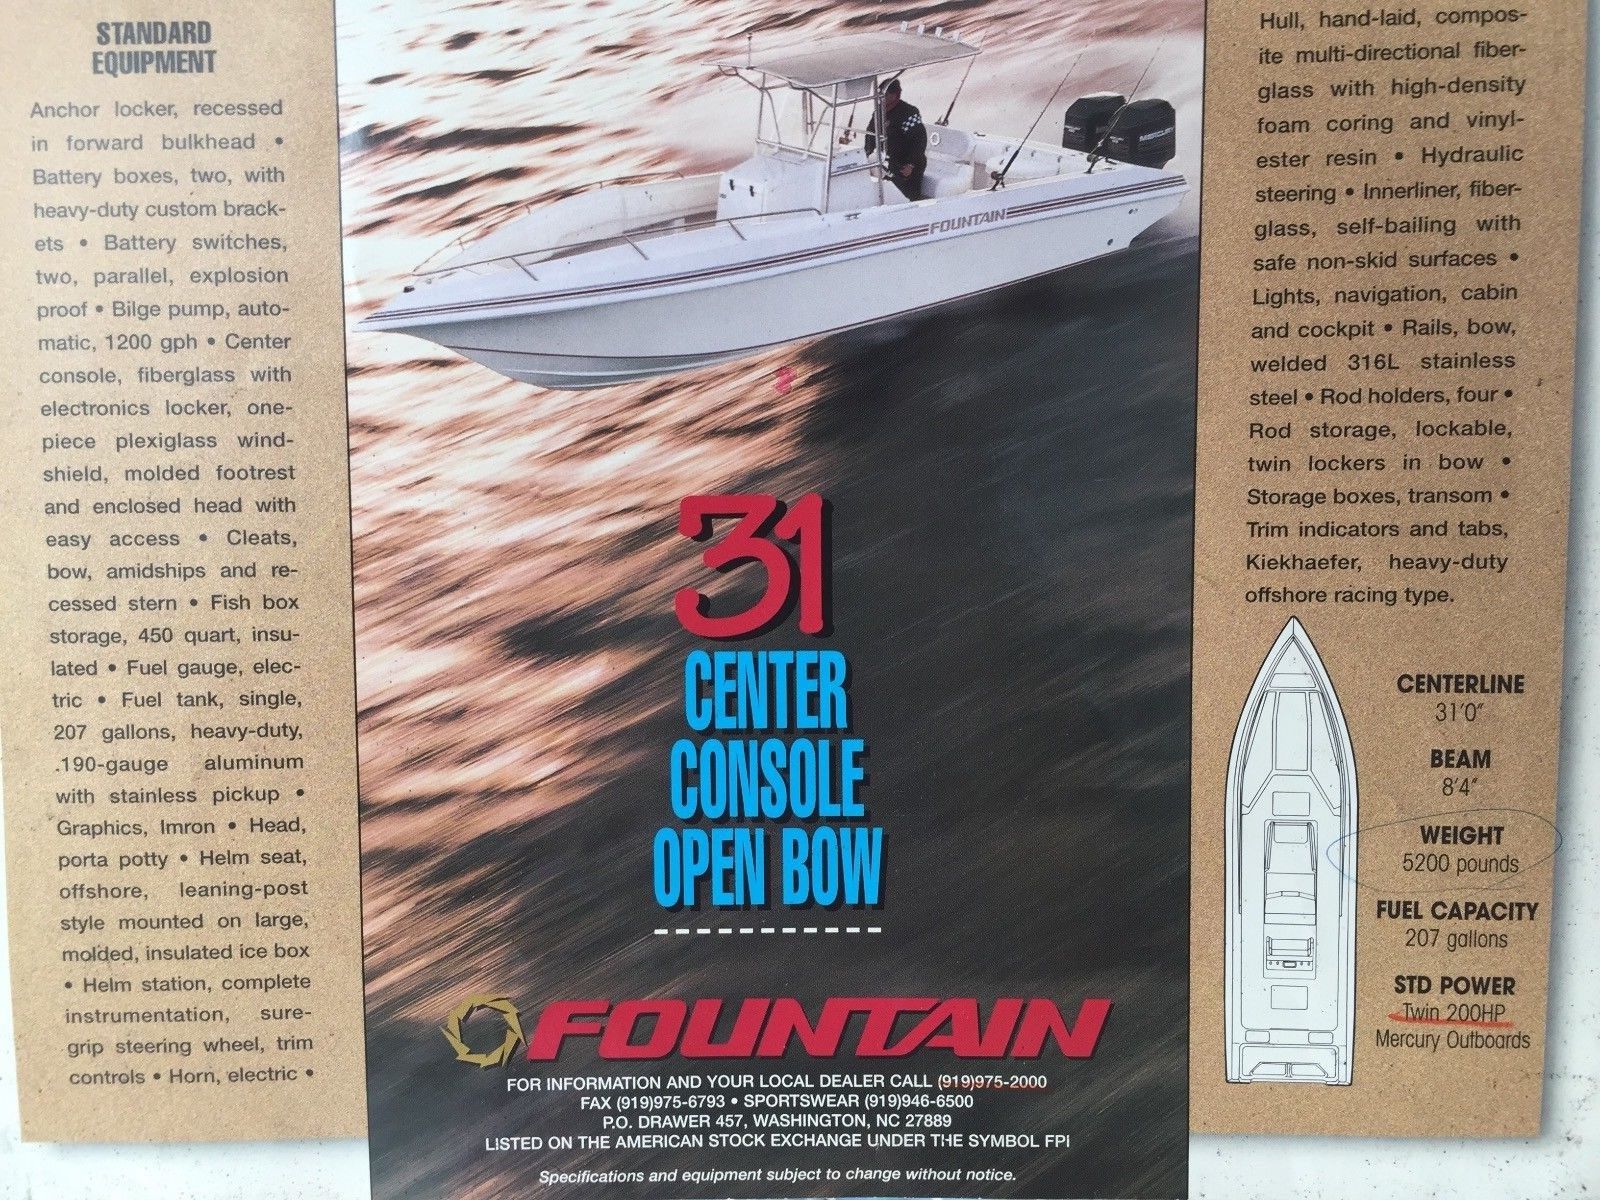 STANDARD
EQUIPMENT
Anchor locker, recessed
in forward bulkhead •
Battery boxes, two, with
heavy-duty custom brack-
ets • Battery switches,
two, parallel, explosion
proof • Bilge pump, auto-
matic, 1200 gph • Center
console, fiberglass with
electronics locker, one-
piece plexiglass wind-
shield, molded footrest
and enclosed head with
easy access • Cleats,
bow, amidships and re-
cessed stern • Fish box
storage, 450 quart, insu-
lated • Fuel gauge, elec-
tric • Fuel tank, single,
207 gallons, heavy-duty,
.190-gauge aluminum
with stainless pickup •
Graphics, Imron • Head,
porta potty • Helm seat,
offshore, leaning-post
style mounted on large,
molded, insulated ice box
• Helm station, complete
instrumentation, sure-
grip steering wheel, trim
controls • Horn, electric •
MERCURY
FOUNTAIN
31
CENTER
CONSOLE
OPEN BOW
FOUNTAIN
FOR INFORMATION AND YOUR LOCAL DEALER CALL (919)975-2000
FAX (919)975-6793 • SPORTSWEAR (919)946-6500
P.O. DRAWER 457, WASHINGTON, NC 27889
LISTED ON THE AMERICAN STOCK EXCHANGE UNDER THE SYMBOL FPI
Specifications and equipment subject to change without notice.
Hull, hand-laid, compos-
ite multi-directional fiber-
glass with high-density
foam coring and vinyl-
ester resin • Hydraulic
steering • Innerliner, fiber-
glass, self-bailing with
safe non-skid surfaces •
Lights, navigation, cabin
and cockpit • Rails, bow,
welded 316L stainless
steel • Rod holders, four •
Rod storage, lockable,
twin lockers in bow •
Storage boxes, transom •
Trim indicators and tabs,
Kiekhaefer, heavy-duty
offshore racing type.
CENTERLINE
31'0"
BEAM
8'4"
WEIGHT
5200 pounds
FUEL CAPACITY
207 gallons
STD POWER
Twin 200HP
Mercury Outboards